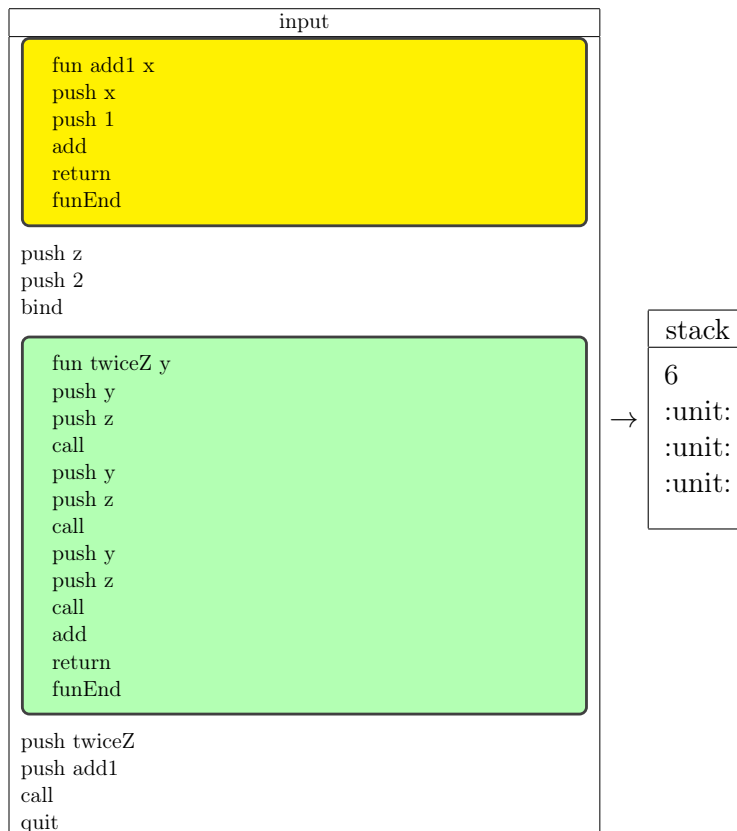 input
fun add1 x
push x
push 1
add
return
funEnd
push z
push 2
bind
fun twiceZ y
push y
push z
call
push y
push z
call
push y
push z
call
add
return
funEnd
push twiceZ
push add1
call
quit
→
stack
6
:unit:
:unit:
:unit: